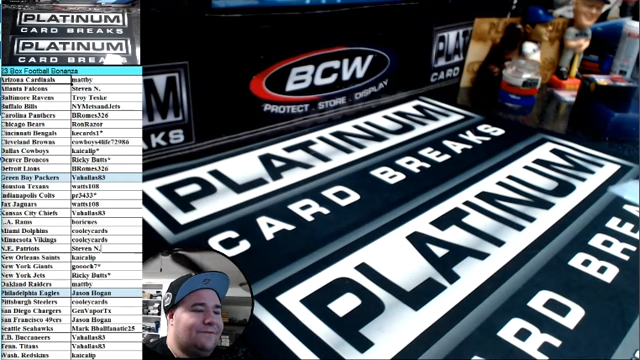 PLATINUM
CARD BREAKS
PLATINUM
CARD BREAKS
23 Box Football Bonanza
Arizona Cardinals mattby
Atlanta Falcons Steven N.
Baltimore Ravens Troy Teske
Buffalo Bills NYMetsandJets
Carolina Panthers BRomes326
Chicago Bears RonRazor
Cincinnati Bengals kecards1*
Cleveland Browns cowboys4life72986
Dallas Cowboys kaicalip*
Denver Broncos Ricky Butts*
Detroit Lions BRomes326
Green Bay Packers Vahallas83
Houston Texans watts108
Indianapolis Colts pr3433*
Jax Jaguars watts108
Kansas City Chiefs Vahallas83
L.A. Rams boricues
Miami Dolphins cooleycards
Minnesota Vikings cooleycards
N.E. Patriots Steven N.
New Orleans Saints kaicalip
New York Giants goooch7*
New York Jets Ricky Butts*
Oakland Raiders mattby
Philadelphia Eagles Jason Hogan
Pittsburgh Steelers cooleycards
San Diego Chargers GenVaporTx
San Francisco 49ers Jason Hogan
Seattle Seahawks Mark Bballfanatic25
T.B. Buccaneers Vahallas83
Tenn. Titans Vahallas83
Wash. Redskins kaicalip
BCW
PROTECT . STORE . DISPLAY
PLATINUM
CARD BREAKS
PLATINUM
CARD BREA